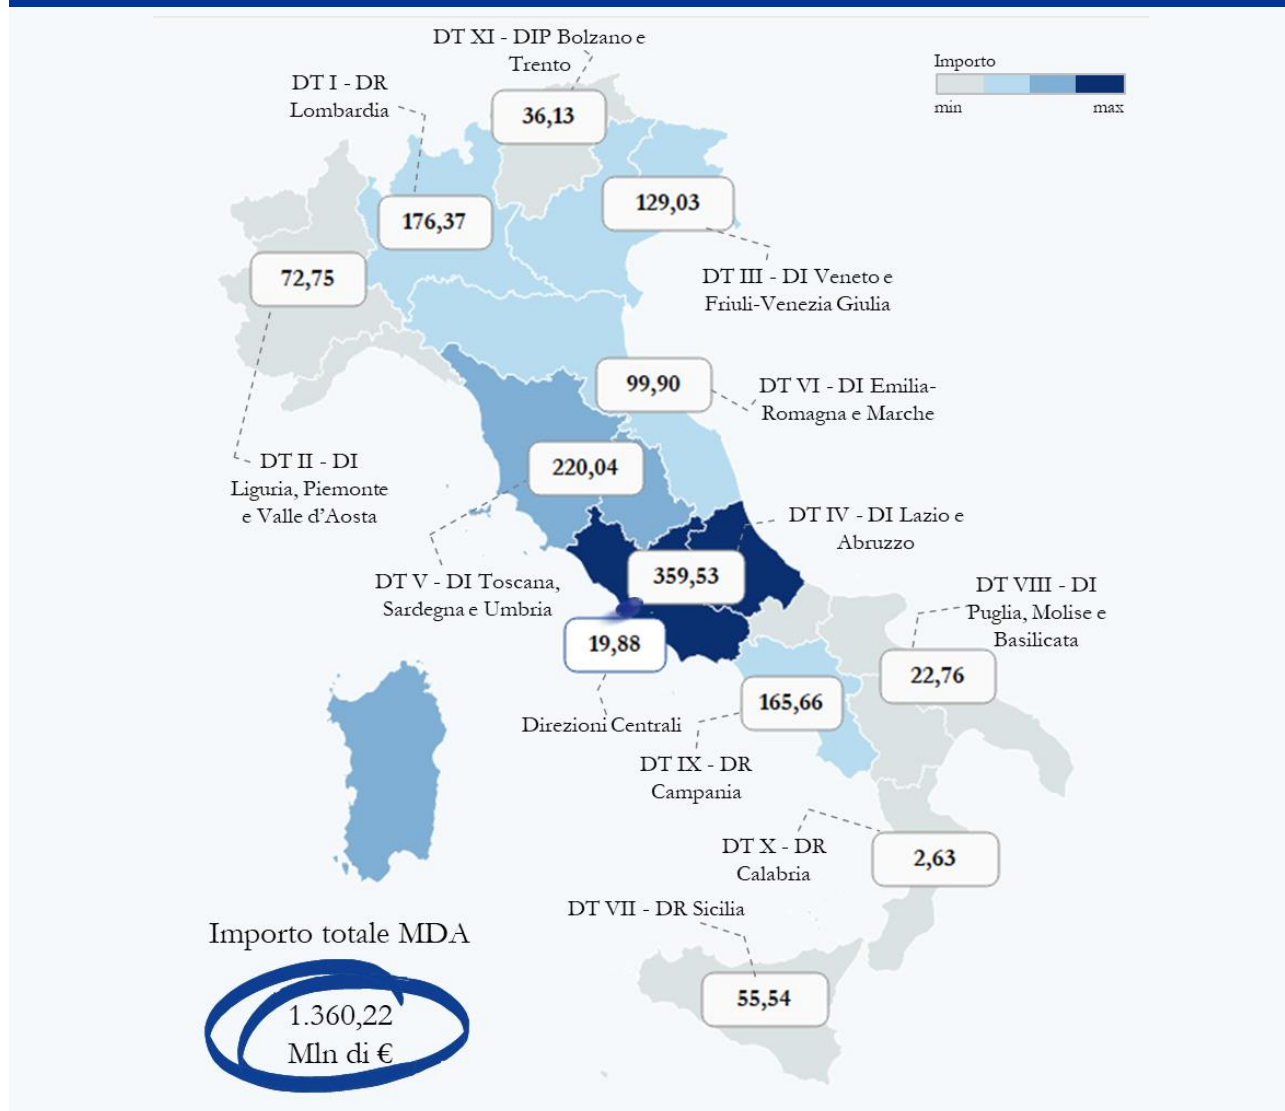 DT XI - DIP Bolzano e
Trento
36,13
Importo
min
max
DT I - DR
Lombardia
176,37
129,03
DT III - DI Veneto e
Friuli-Venezia Giulia
72,75
DT II - DI
Liguria, Piemonte
e Valle d'Aosta
99,90
DT VI - DI Emilia-
Romagna e Marche
220,04
DT V - DI Toscana,
Sardegna e Umbria
DT IV - DI Lazio e
Abruzzo
359,53
DT VIII - DI
Puglia, Molise e
Basilicata
22,76
19,88
Direzioni Centrali
165,66
DT IX - DR
Campania
DT X - DR
Calabria
2,63
DT VII - DR Sicilia
55,54
Importo totale MDA
1.360,22
Mln di €